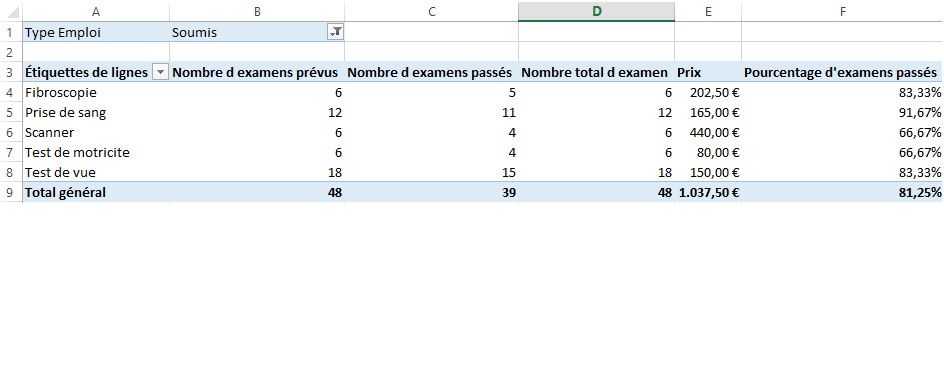 A B C D E F
1 Type Emploi Soumis
2
3 Étiquettes de lignes Nombre d examens prévus Nombre d examens passés Nombre total d examen Prix Pourcentage d'examens passés
4 Fibroscopie 6 5 6 202,50 € 83,33%
5 Prise de sang 12 11 12 165,00 € 91,67%
6 Scanner 6 4 6 440,00 € 66,67%
7 Test de motricite 6 4 6 80,00 € 66,67%
8 Test de vue 18 15 18 150,00 € 83,33%
9 Total général 48 39 48 1.037,50 € 81,25%